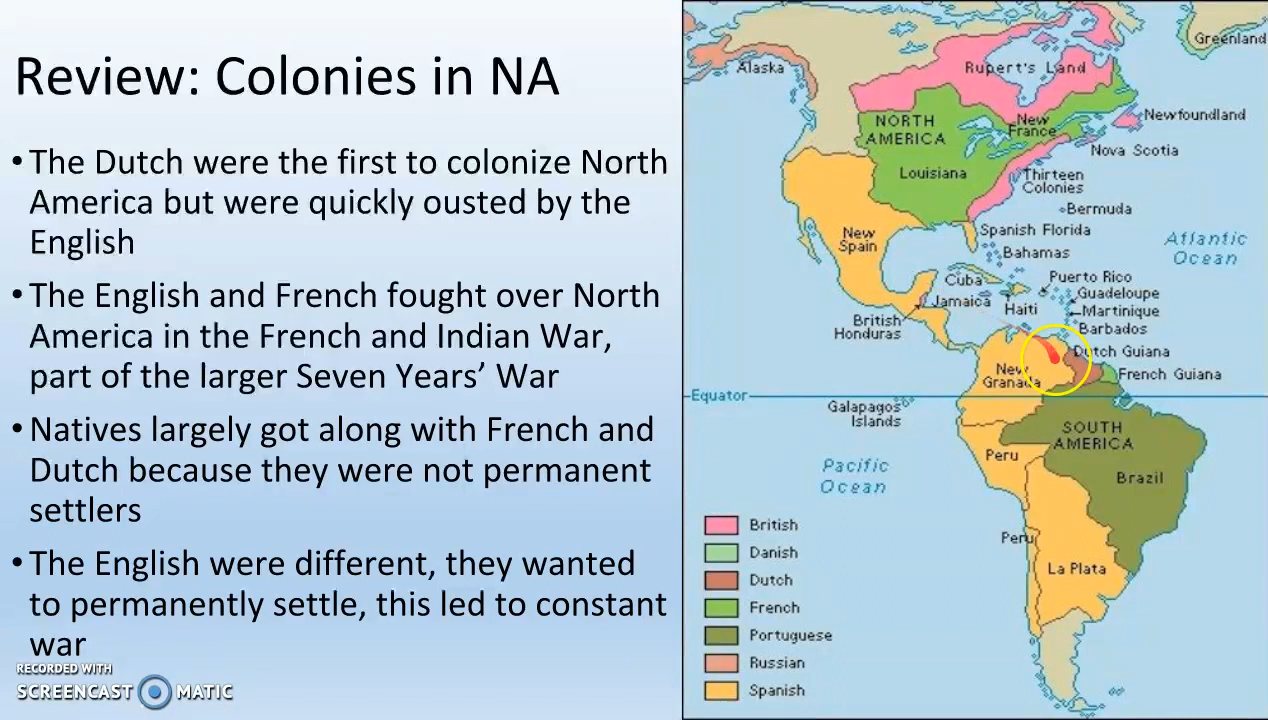 Review: Colonies in NA
• The Dutch were the first to colonize North
America but were quickly ousted by the
English
• The English and French fought over North
America in the French and Indian War,
part of the larger Seven Years’ War
• Natives largely got along with French and
Dutch because they were not permanent
settlers
• The English were different, they wanted
to permanently settle, this led to constant
war
RECORDED WITH
SCREENCAST MATIC
Greenland
Alaska
Rupert's Land
Newfoundland
NORTH
AMERICA
New
France
Nova Scotia
Louisiana
Thirteen
Colonies
Bermuda
New
Spain
Spanish Florida
Bahamas
Atlantic
Ocean
Cuba
Puerto Rico
Guadeloupe
Jamaica
Haiti
Martinique
British
Honduras
Barbados
Dutch Guiana
New
Granada
French Guiana
Equator
Galapagos
Islands
SOUTH
AMERICA
Peru
Brazil
Pacific
Ocean
Peru
La Plata
British
Danish
Dutch
French
Portuguese
Russian
Spanish